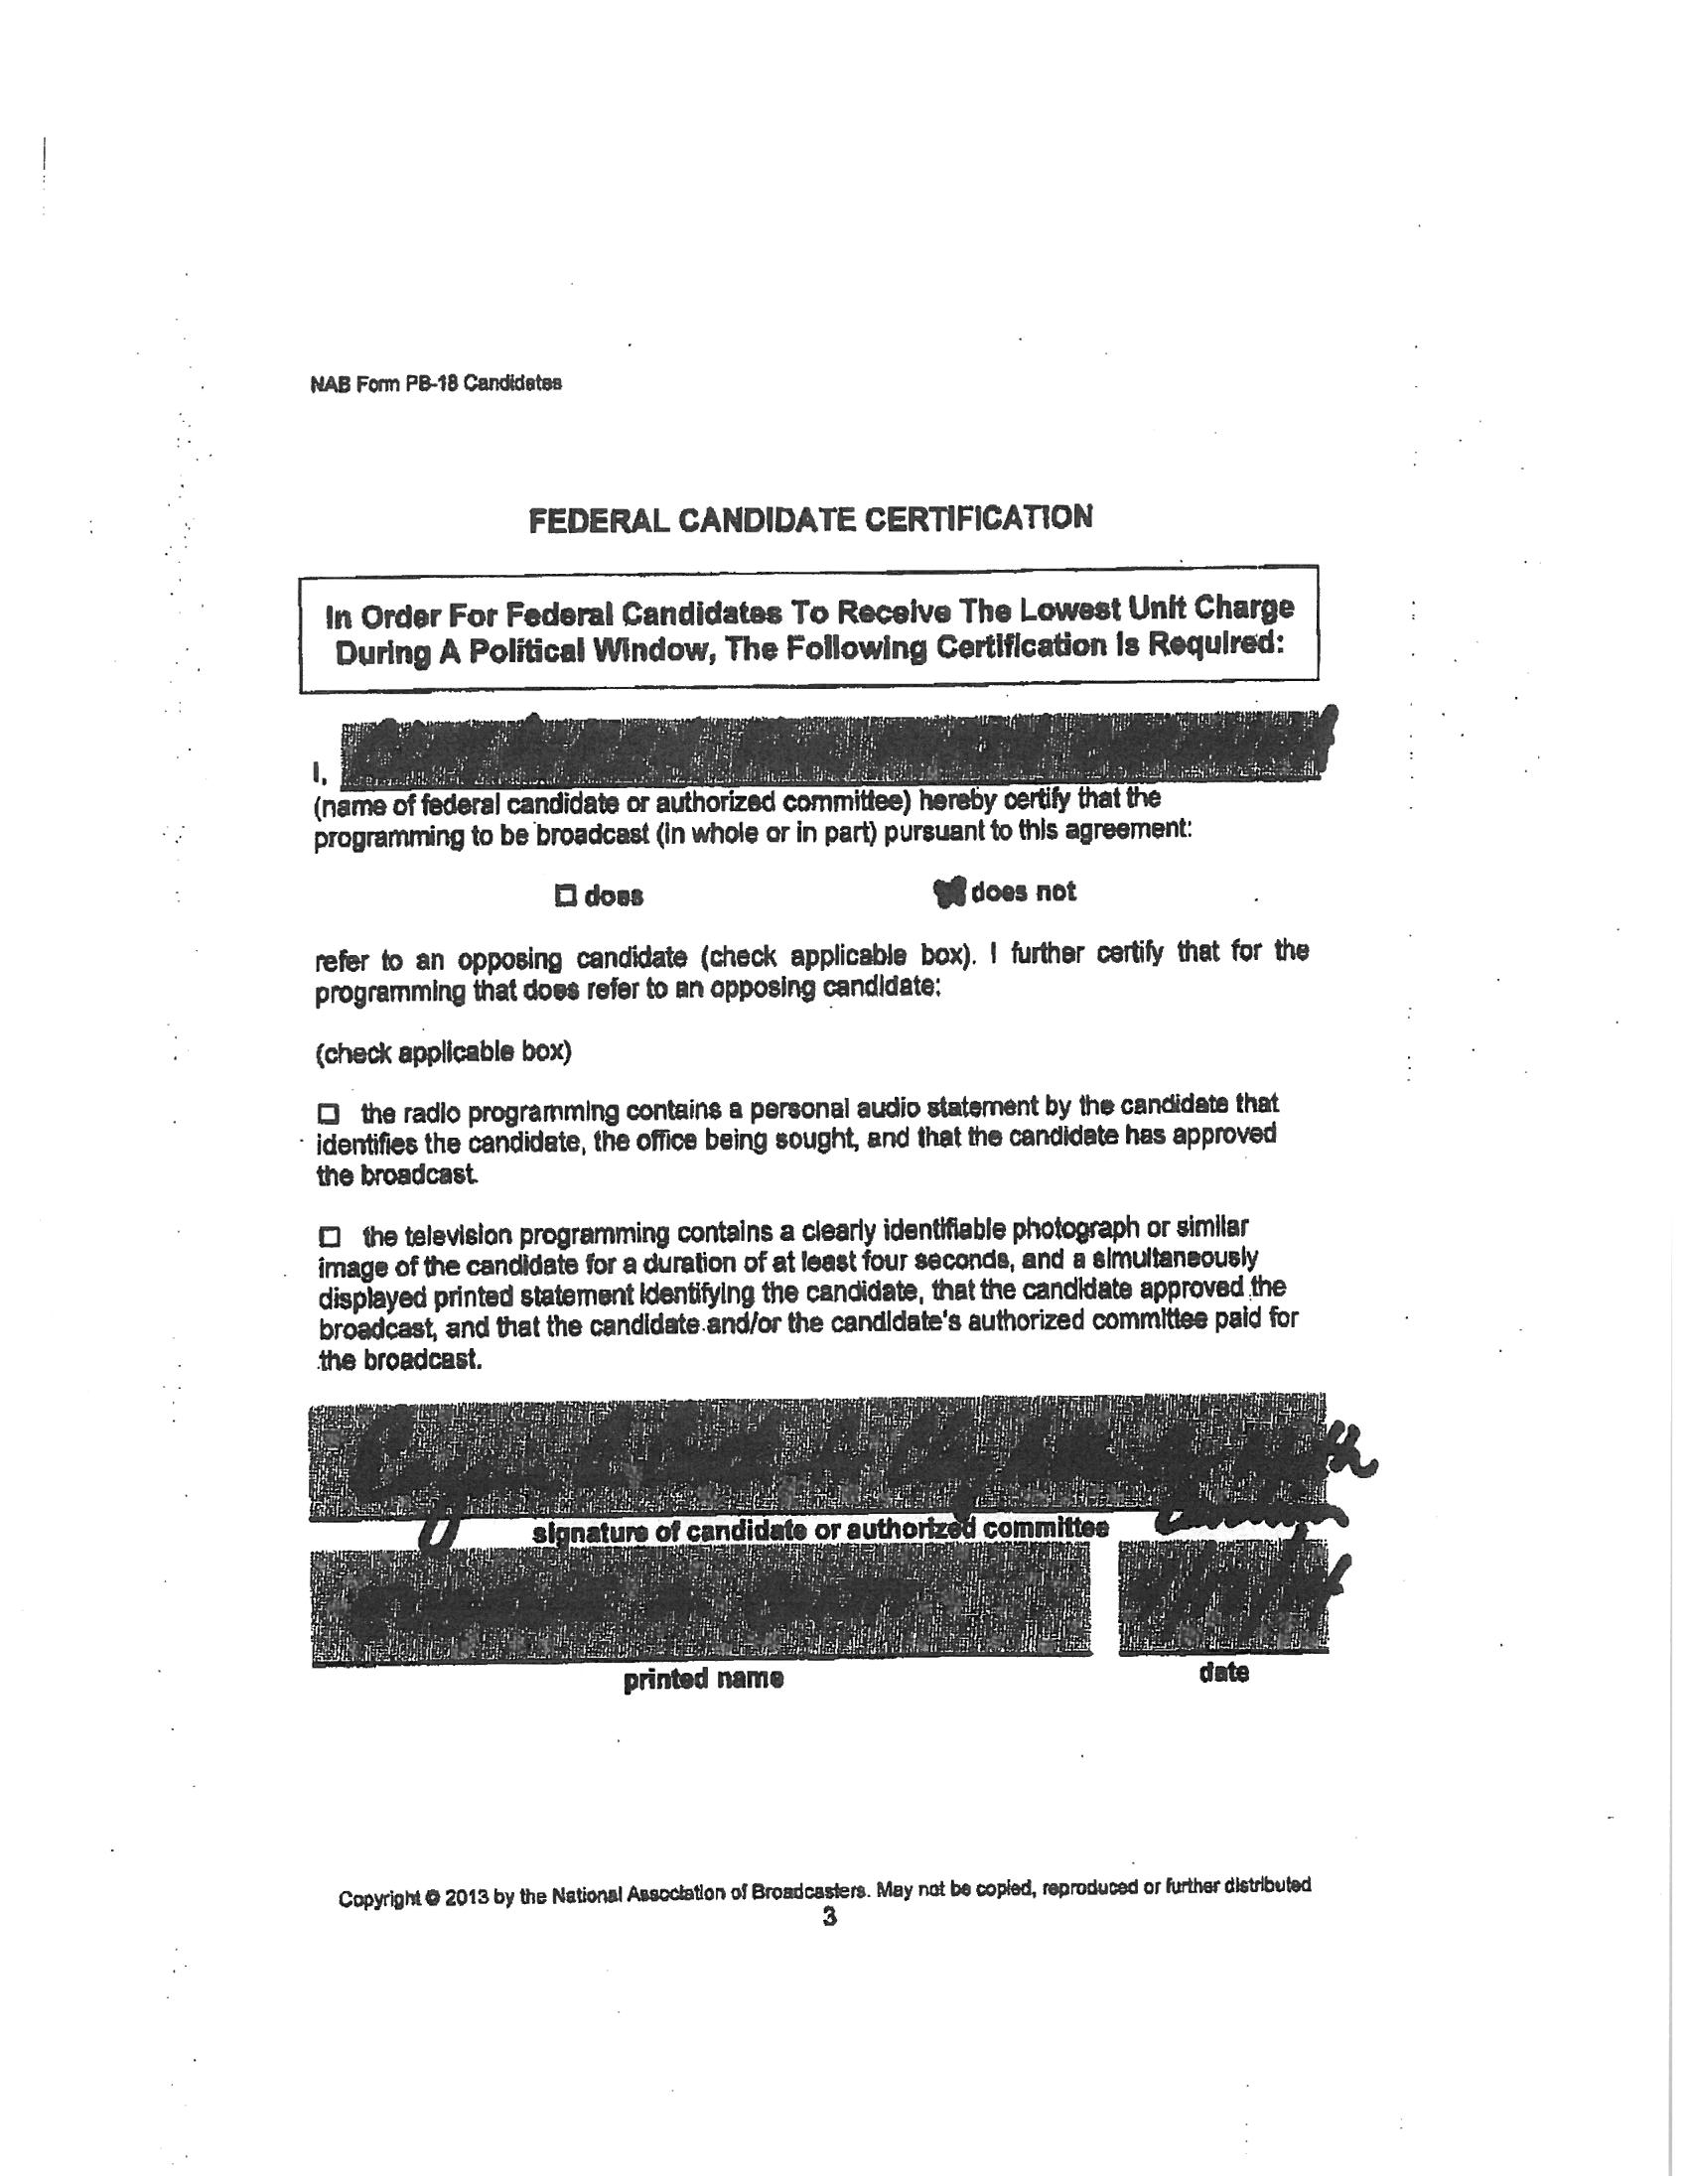 NAB Form PB-18 Candidates
FEDERAL CANDIDATE CERTIFICATION
In Order For Federal Candidates To Receive The Lowest Unit Charge
During A Political Window, The Following Certification Is Required:
I,
(name of federal candidate or authorized committee) hereby certify that the
programming to be broadcast (in whole or in part) pursuant to this agreement:
does does not
refer to an opposing candidate (check applicable box). I further certify that for the
programming that does refer to an opposing candidate:
(check applicable box)
the radio programming contains a personal audio statement by the candidate that
identifies the candidate, the office being sought, and that the candidate has approved
the broadcast.
the television programming contains a clearly identifiable photograph or similar
image of the candidate for a duration of at least four seconds, and a simultaneously
displayed printed statement identifying the candidate, that the candidate approved the
broadcast, and that the candidate and/or the candidate's authorized committee paid for
the broadcast.
signature of candidate or authorized committee
printed name date
Copyright © 2013 by the National Association of Broadcasters. May not be copied, reproduced or further distributed
3